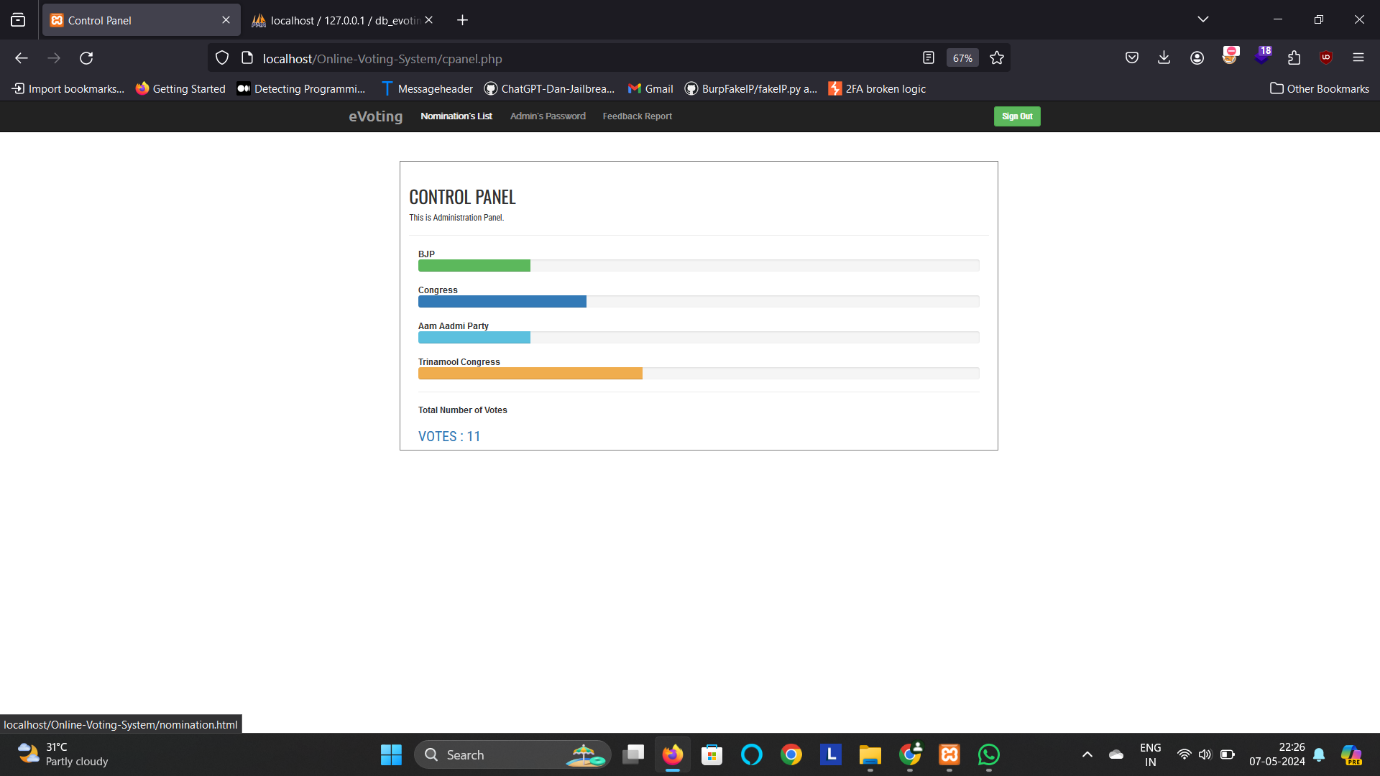 Control Panel
localhost / 127.0.0.1 / db_evotin
localhost/Online-Voting-System/cpanel.php
67%
18
Import bookmarks...
Getting Started
Detecting Programmi...
Messageheader
ChatGPT-Dan-Jailbrea...
Gmail
BurpFakeIP/fakeIP.py a...
2FA broken logic
Other Bookmarks
eVoting
Nomination's List
Admin's Password
Feedback Report
Sign Out
CONTROL PANEL
This is Administration Panel.
BJP
Congress
Aam Aadmi Party
Trinamool Congress
Total Number of Votes
VOTES : 11
localhost/Online-Voting-System/nomination.html
31°C
Partly cloudy
Search
L
ENG
IN
22:26
07-05-2024
PRE